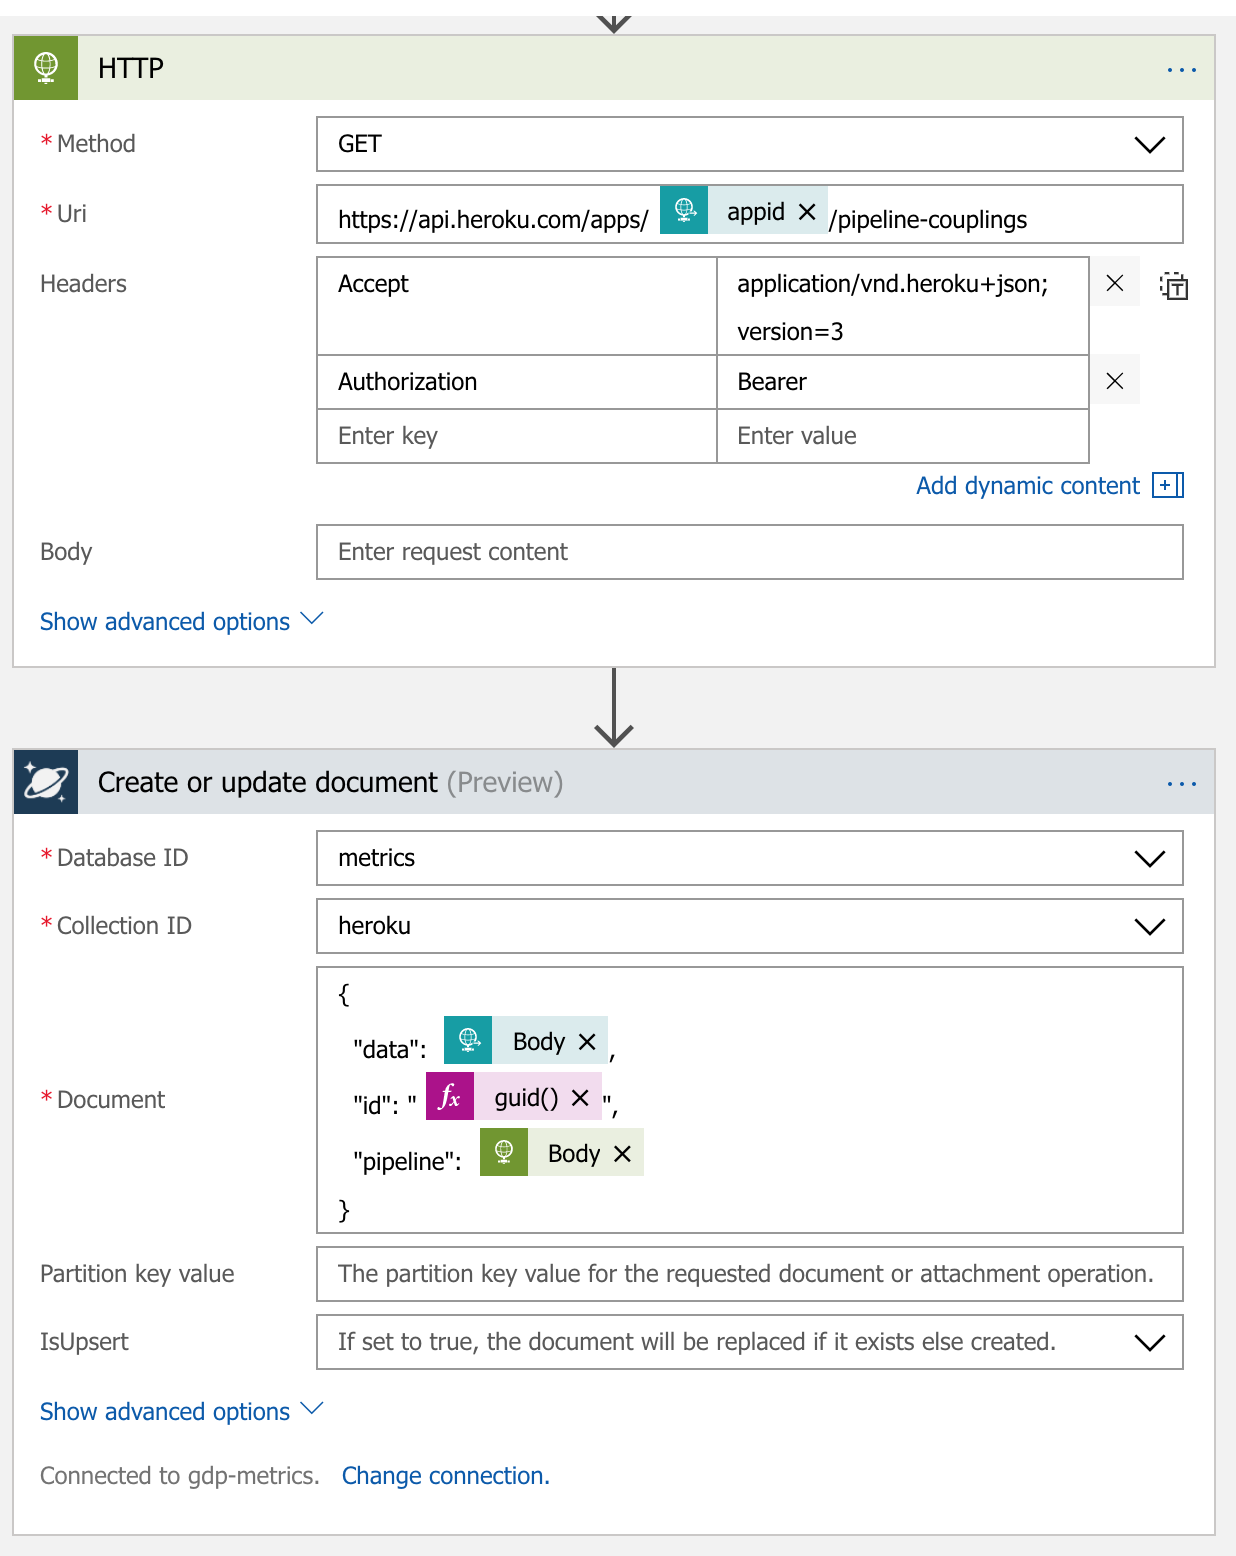 HTTP
* Method
GET
* Uri
https://api.heroku.com/apps/ appid /pipeline-couplings
Headers
Accept
application/vnd.heroku+json;
version=3
Authorization
Bearer
Enter key
Enter value
Add dynamic content
Body
Enter request content
Show advanced options
Create or update document (Preview)
* Database ID
metrics
* Collection ID
heroku
* Document
{
"data": Body ,
"id": " fx guid() ",
"pipeline": Body
}
Partition key value
The partition key value for the requested document or attachment operation.
IsUpsert
If set to true, the document will be replaced if it exists else created.
Show advanced options
Connected to gdp-metrics. Change connection.